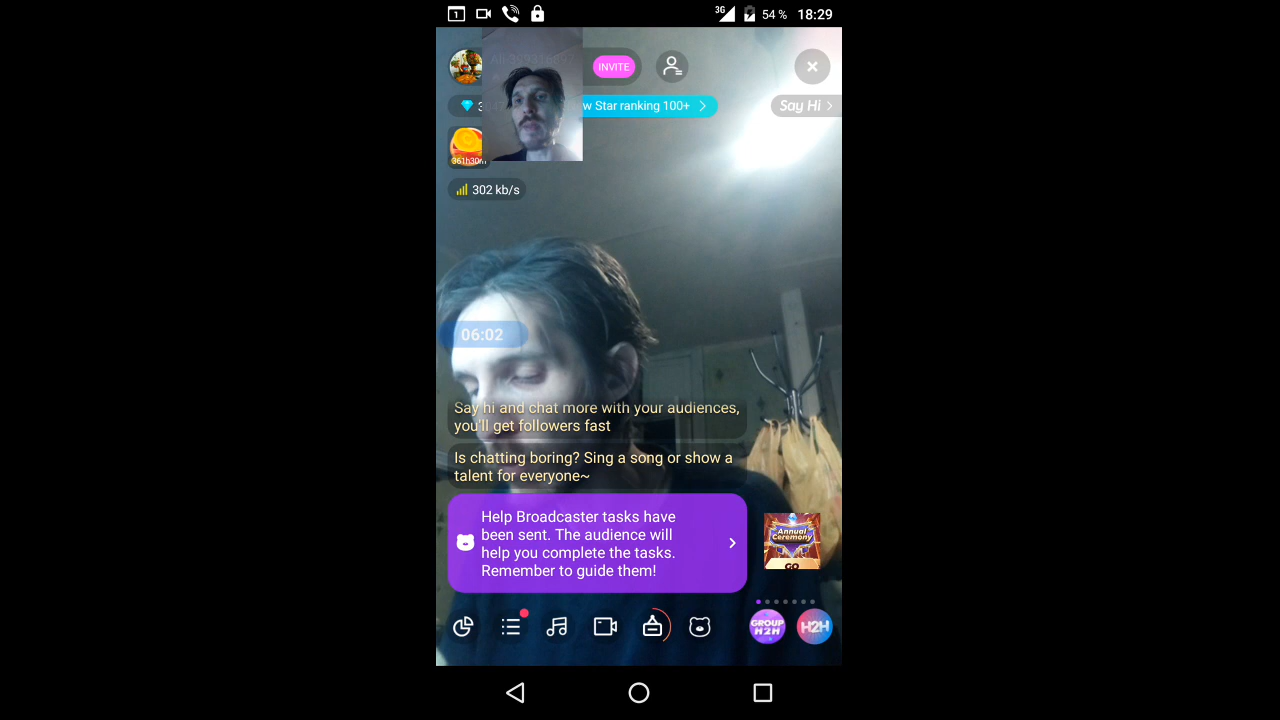 1
3G
54 %
18:29
INVITE
w Star ranking 100+
Say Hi
361h30m
302 kb/s
06:02
Say hi and chat more with your audiences,
you'll get followers fast
Is chatting boring? Sing a song or show a
talent for everyone~
Help Broadcaster tasks have
been sent. The audience will
help you complete the tasks.
Remember to guide them!
Annual
Ceremony
GO
GROUP
H2H
H2H